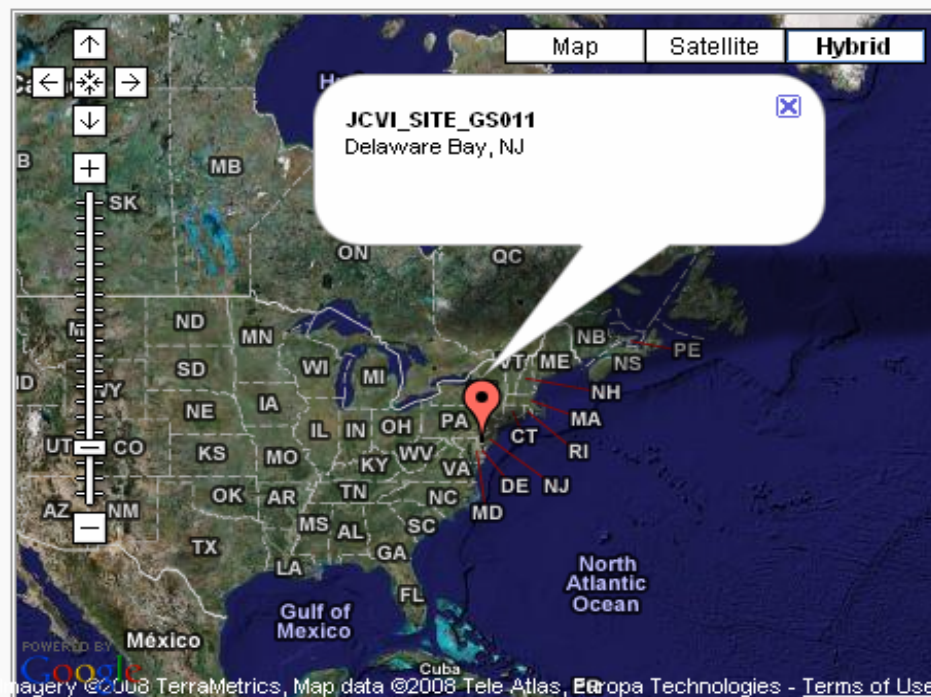 Map
Satellite
Hybrid
JCVI_SITE_GS011
Delaware Bay, NJ
MB
SK
ON
QC
ND
MN
NB
PE
NS
WI
MI
VT
ME
SD
ID
NH
NE
IA
PA
MA
IL
IN
OH
CT
UT
CO
KS
MO
WV
RI
KY
VA
DE
NJ
OK
AR
TN
NC
MD
AZ
NM
MS
AL
SC
TX
GA
LA
FL
North
Atlantic
Ocean
Gulf of
Mexico
México
POWERED BY
Google
Cuba
©2008 TerraMetrics, Map data ©2008 Tele Atlas, Europa Technologies - Terms of Use